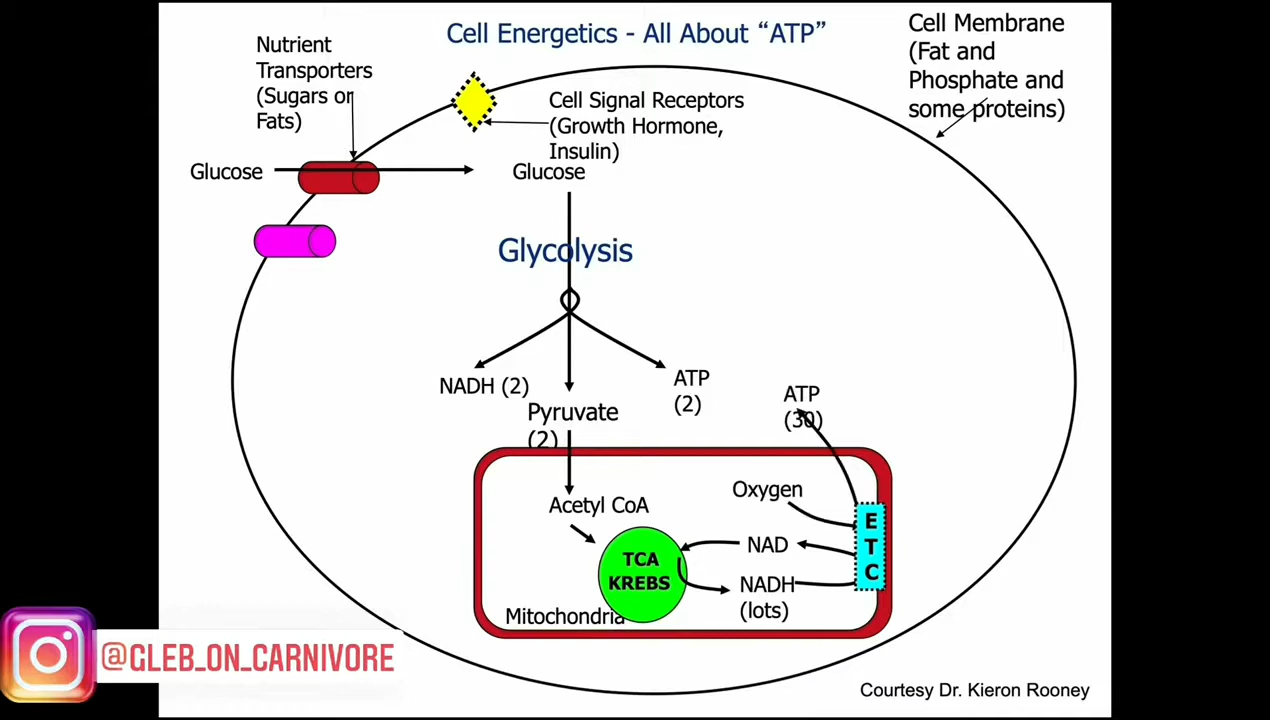 Cell Energetics - All About “ATP”
Nutrient
Transporters
(Sugars or
Fats)
Cell Signal Receptors
(Growth Hormone,
Insulin)
Cell Membrane
(Fat and
Phosphate and
some proteins)
Glucose
Glucose
Glycolysis
NADH (2)
ATP
(2)
Pyruvate
(2)
ATP
(30)
Acetyl CoA
Oxygen
TCA
KREBS
NAD
NADH
(lots)
E
T
C
Mitochondria
@GLEB_ON_CARNIVORE
Courtesy Dr. Kieron Rooney